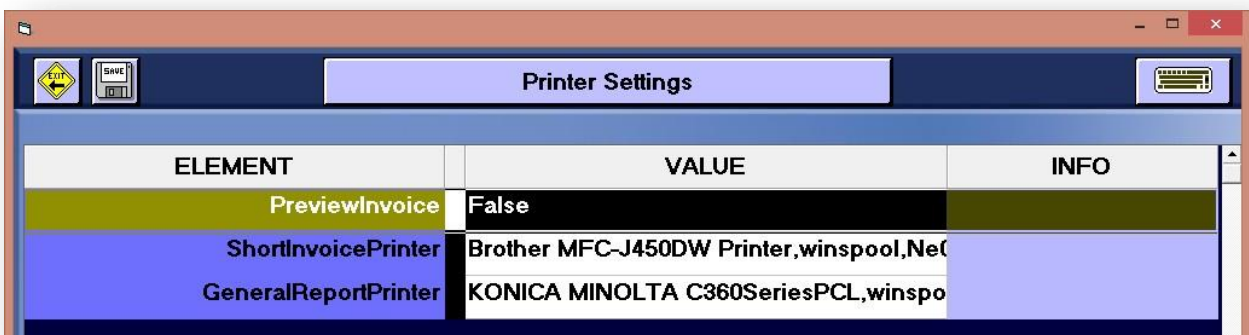 EXIT
SAVE
Printer Settings
ELEMENT VALUE INFO
PreviewInvoice False
ShortInvoicePrinter Brother MFC-J450DW Printer,winspool,Ne0
GeneralReportPrinter KONICA MINOLTA C360SeriesPCL,winspo